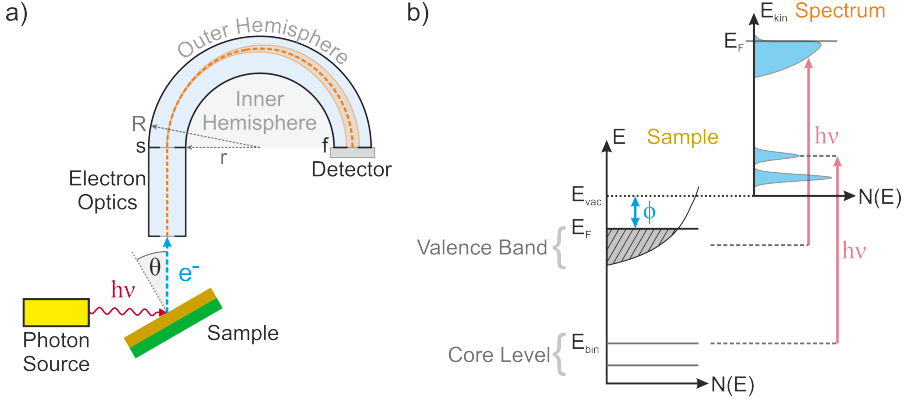 a)
Outer Hemisphere
Inner
Hemisphere
R
s
r
f
Detector
Electron
Optics
θ
e-
hν
Photon
Source
Sample
b)
Ekin
Spectrum
EF
hν
N(E)
E
Sample
Evac
ϕ
EF
Valence Band
hν
Ebin
Core Level
N(E)